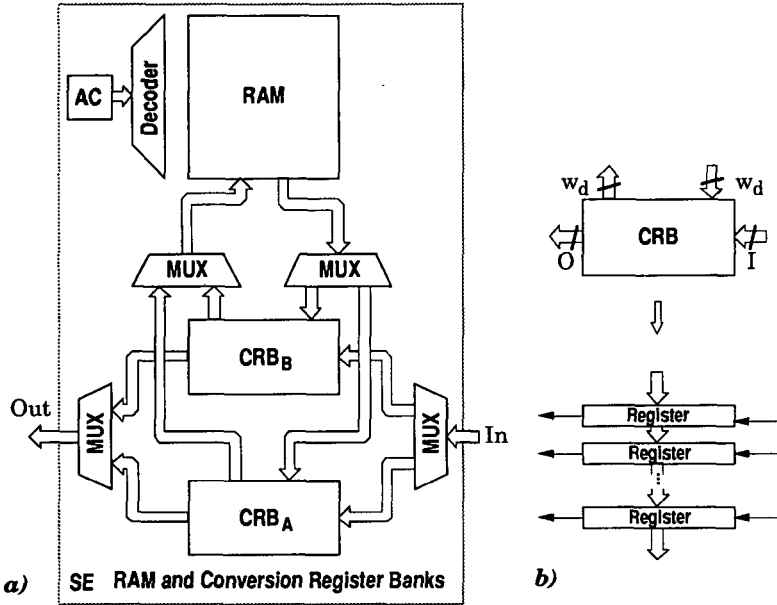 AC
Decoder
RAM
MUX
MUX
CRB_B
Out
MUX
MUX
In
CRB_A
a) SE RAM and Conversion Register Banks
w_d
w_d
CRB
O
I
Register
Register
Register
b)